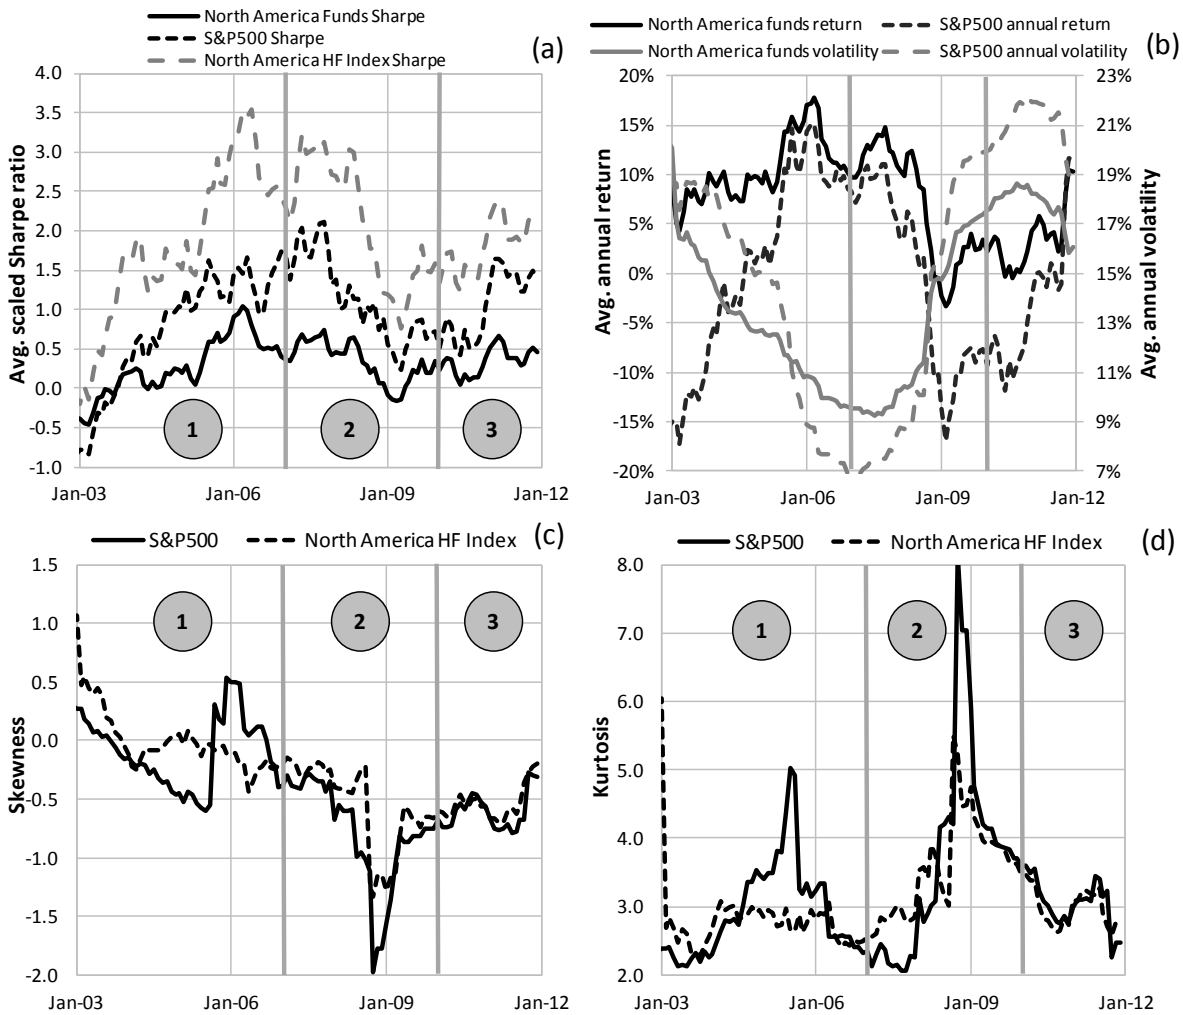 North America Funds Sharpe
S&P500 Sharpe
North America HF Index Sharpe
(a)
4.0
3.5
3.0
2.5
2.0
1.5
1.0
0.5
0.0
-0.5
-1.0
Avg. scaled Sharpe ratio
1
2
3
Jan-03 Jan-06 Jan-09 Jan-12
North America funds return S&P500 annual return
North America funds volatility S&P500 annual volatility
(b)
20% 23%
15% 21%
10% 19%
5% 17%
0% 15%
-5% 13%
-10% 11%
-15% 9%
-20% 7%
Avg. annual return
Avg. annual volatility
Jan-03 Jan-06 Jan-09 Jan-12
S&P500 North America HF Index
(c)
1.5
1.0
0.5
0.0
-0.5
-1.0
-1.5
-2.0
Skewness
1
2
3
Jan-03 Jan-06 Jan-09 Jan-12
S&P500 North America HF Index
(d)
8.0
7.0
6.0
5.0
4.0
3.0
2.0
Kurtosis
1
2
3
Jan-03 Jan-06 Jan-09 Jan-12